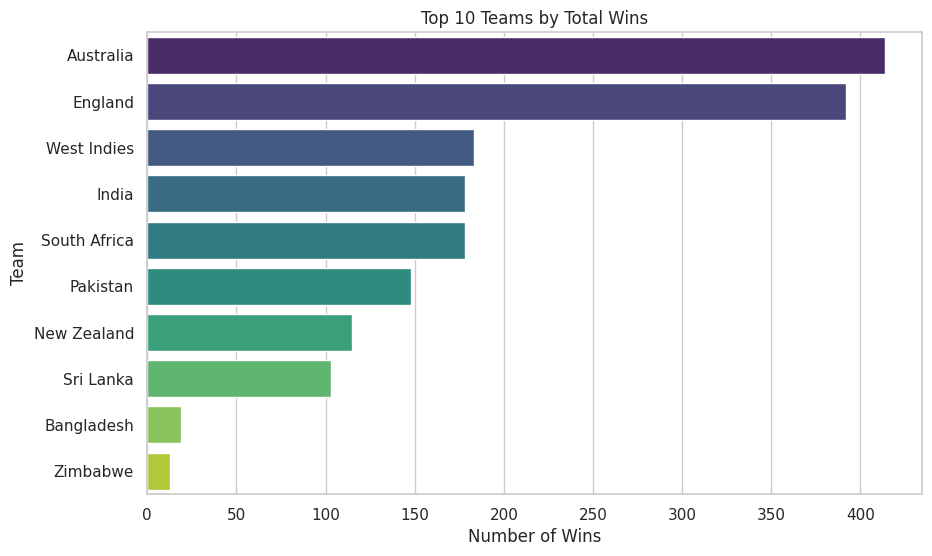 Top 10 Teams by Total Wins
Team
Australia
England
West Indies
India
South Africa
Pakistan
New Zealand
Sri Lanka
Bangladesh
Zimbabwe
0 50 100 150 200 250 300 350 400
Number of Wins